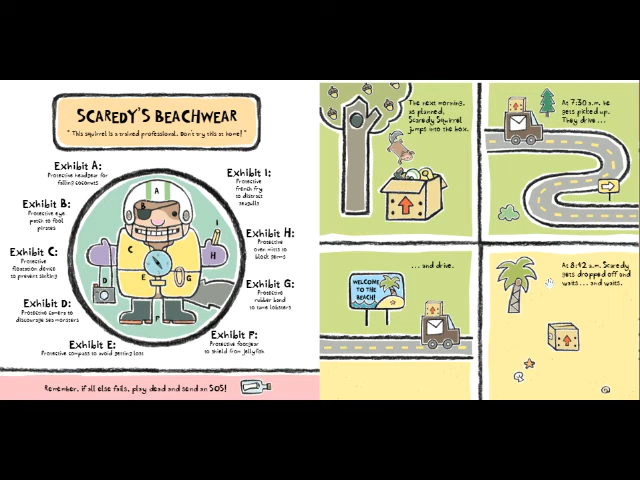 SCAREDY'S BEACHWEAR
"This squirrel is a trained professional. Don't try this at home!"
Exhibit A:
Protective headgear for
falling coconuts
Exhibit B:
Protective eye
patch to fool
pirates
Exhibit C:
Protective
flotation device
to prevent sinking
Exhibit D:
Protective camera to
discourage sea monsters
Exhibit E:
Protective compass to avoid getting lost
Exhibit I:
Protective
french fry
to distract
seagulls
Exhibit H:
Protective
oven mitts to
block germs
Exhibit G:
Protective
rubber band
to tame lobsters
Exhibit F:
Protective footgear
to shield from jellyfish
A
B
C
D
E
F
G
H
I
Remember, if all else fails, play dead and send an SOS!
The next morning,
as planned,
Scaredy Squirrel
jumps into the box.
At 7:30 a.m. he
gets picked up.
They drive...
...and drive.
WELCOME
TO THE
BEACH!
At 8:42 a.m. Scaredy
gets dropped off and
waits...and waits.